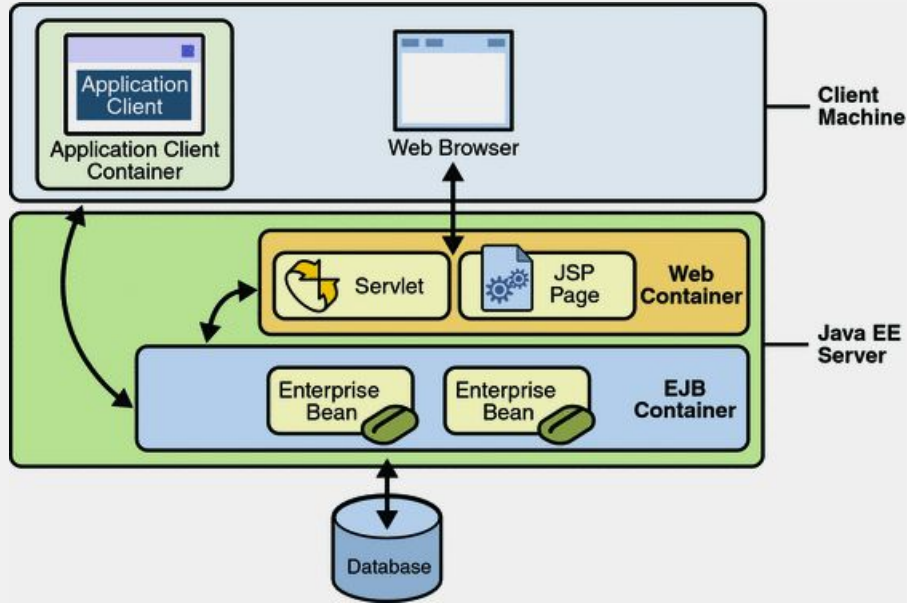 Application
Client
Application Client
Container
Web Browser
Client
Machine
Servlet
JSP
Page
Web
Container
Java EE
Server
Enterprise
Bean
Enterprise
Bean
EJB
Container
Database